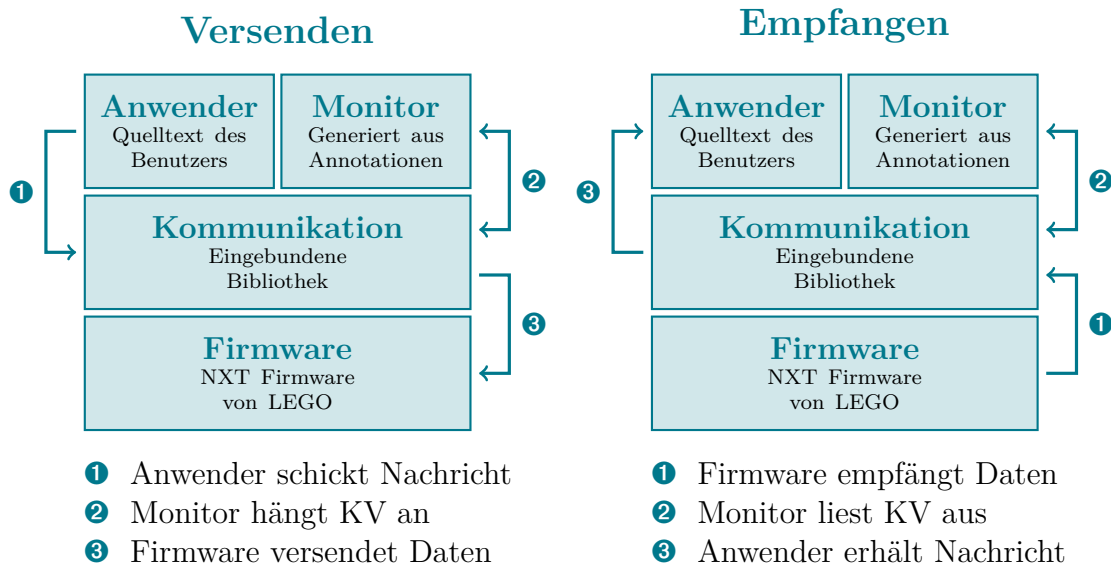 Versenden
Anwender
Quelltext des
Benutzers
Monitor
Generiert aus
Annotationen
❶
❷
Kommunikation
Eingebundene
Bibliothek
❸
Firmware
NXT Firmware
von LEGO
❶ Anwender schickt Nachricht
❷ Monitor hängt KV an
❸ Firmware versendet Daten
Empfangen
Anwender
Quelltext des
Benutzers
Monitor
Generiert aus
Annotationen
❸
❷
Kommunikation
Eingebundene
Bibliothek
❶
Firmware
NXT Firmware
von LEGO
❶ Firmware empfängt Daten
❷ Monitor liest KV aus
❸ Anwender erhält Nachricht